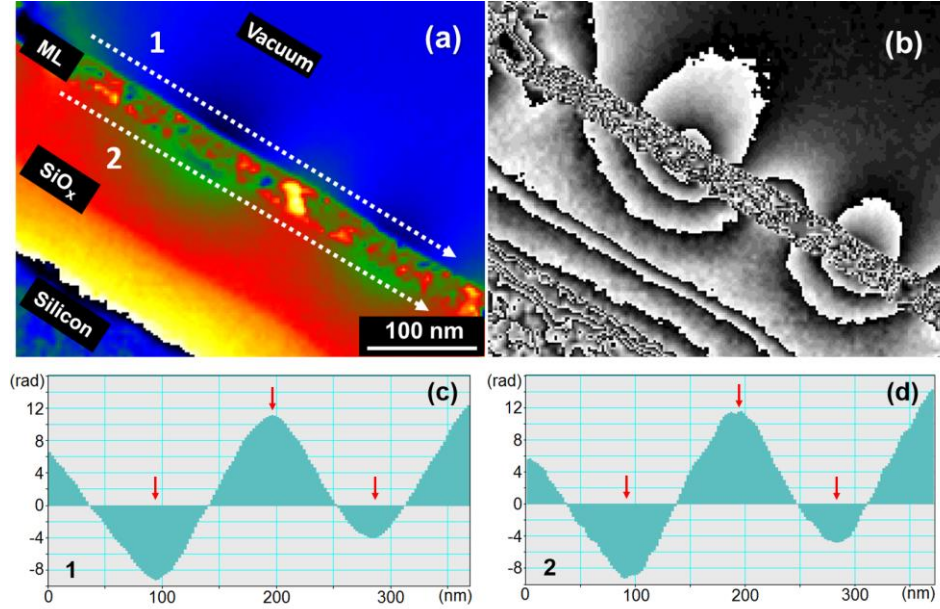 1
Vacuum
(a)
ML
2
SiOx
Silicon
100 nm
(b)
(rad)
(c)
12
8
4
0
-4
-8
1
0 100 200 300 (nm)
(rad)
(d)
12
8
4
0
-4
-8
2
0 100 200 300 (nm)